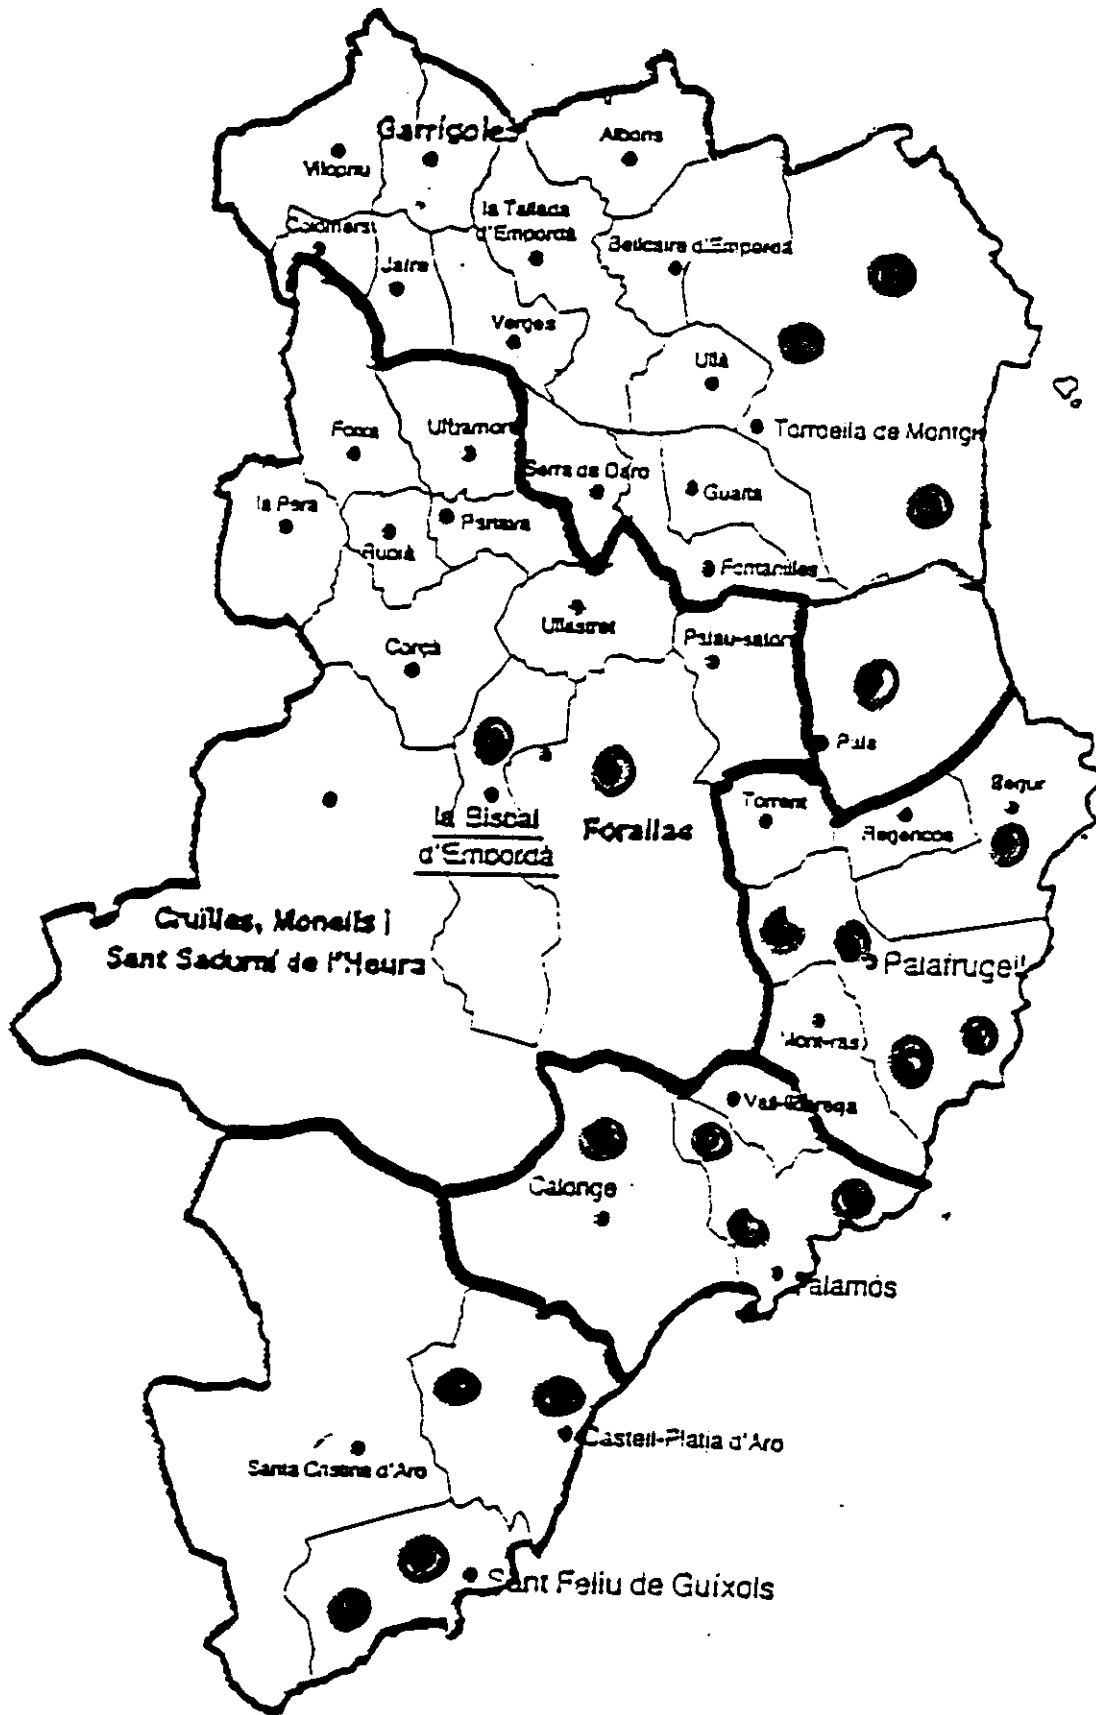 Garrigoles
Albons
Vilopriu
la Tallada
d'Empordà
Colomers
Bellcaire d'Empordà
Jafre
Verges
Ullà
Torroella de Montgrí
Foixà
Ultramort
Serra de Daró
Gualta
la Pera
Parlavà
Rupià
Fontanilles
Ullastret
Palau-sator
Corçà
Pals
Begur
Torrent
Regencós
la Bisbal
d'Empordà
Forallac
Cruïlles, Monells i
Sant Sadurní de l'Heura
Palafrugell
Mont-ras
Vall-llobrega
Calonge
Palamós
Castell-Platja d'Aro
Santa Cristina d'Aro
Sant Feliu de Guíxols